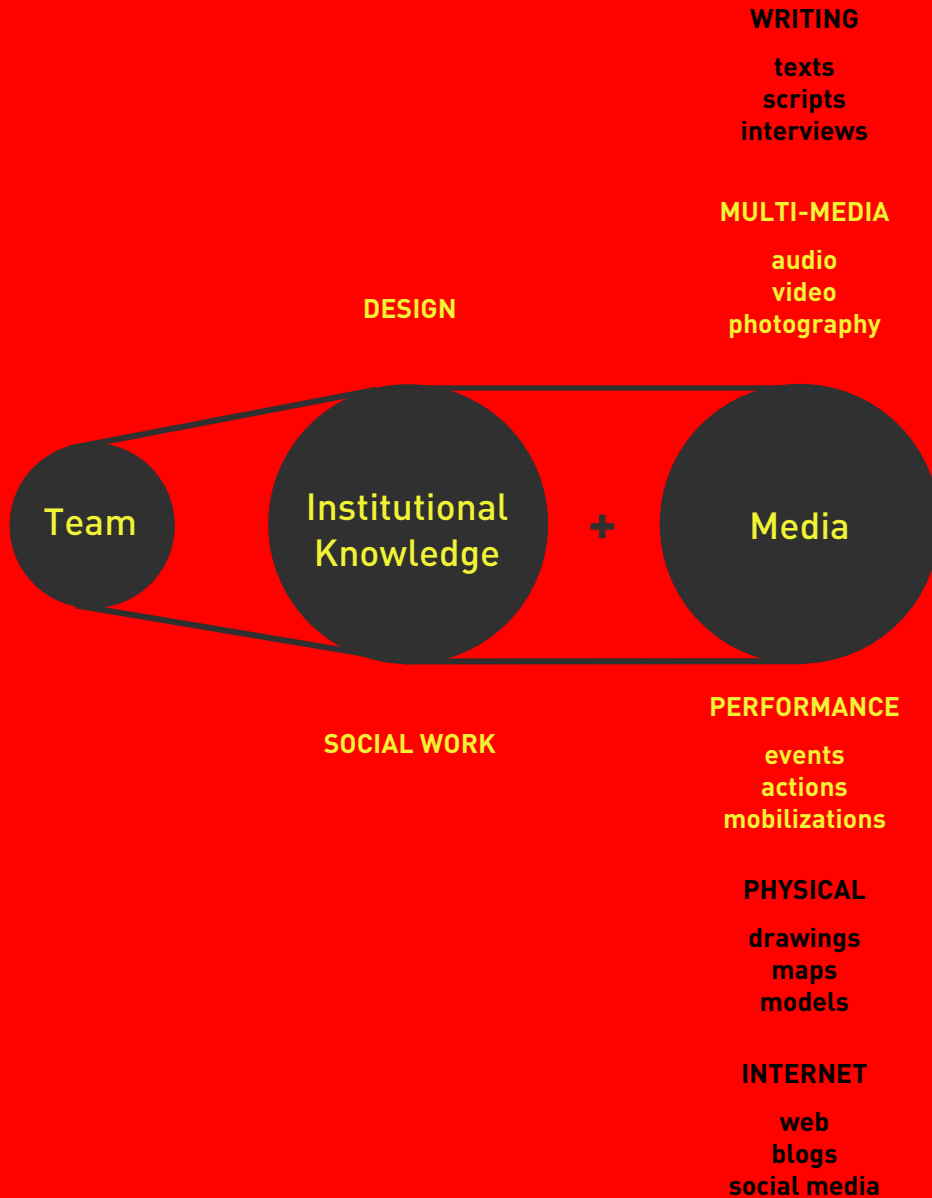 WRITING
texts
scripts
interviews
MULTI-MEDIA
audio
video
photography
DESIGN
Team
Institutional
Knowledge
+
Media
SOCIAL WORK
PERFORMANCE
events
actions
mobilizations
PHYSICAL
drawings
maps
models
INTERNET
web
blogs
social media